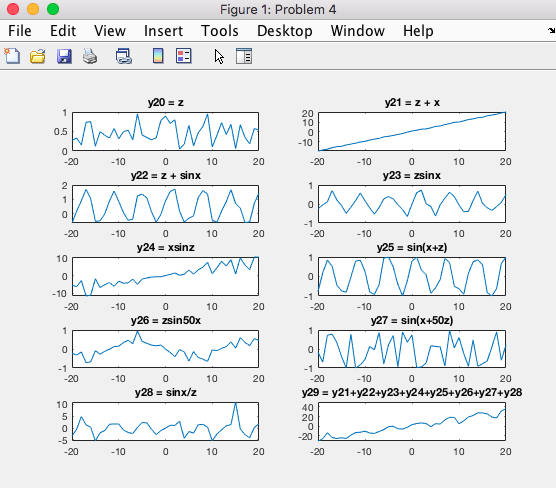 Figure 1: Problem 4
File Edit View Insert Tools Desktop Window Help
y20 = z
1
0.5
0
-20 -10 0 10 20
y21 = z + x
20
10
0
-10
-20 -10 0 10 20
y22 = z + sinx
2
1
0
-20 -10 0 10 20
y23 = zsinx
1
0
-1
-20 -10 0 10 20
y24 = xsinz
10
0
-10
-20 -10 0 10 20
y25 = sin(x+z)
1
0
-1
-20 -10 0 10 20
y26 = zsin50x
1
0
-1
-20 -10 0 10 20
y27 = sin(x+50z)
1
0
-1
-20 -10 0 10 20
y28 = sinx/z
10
5
0
-5
-20 -10 0 10 20
y29 = y21+y22+y23+y24+y25+y26+y27+y28
40
20
0
-20
-20 -10 0 10 20